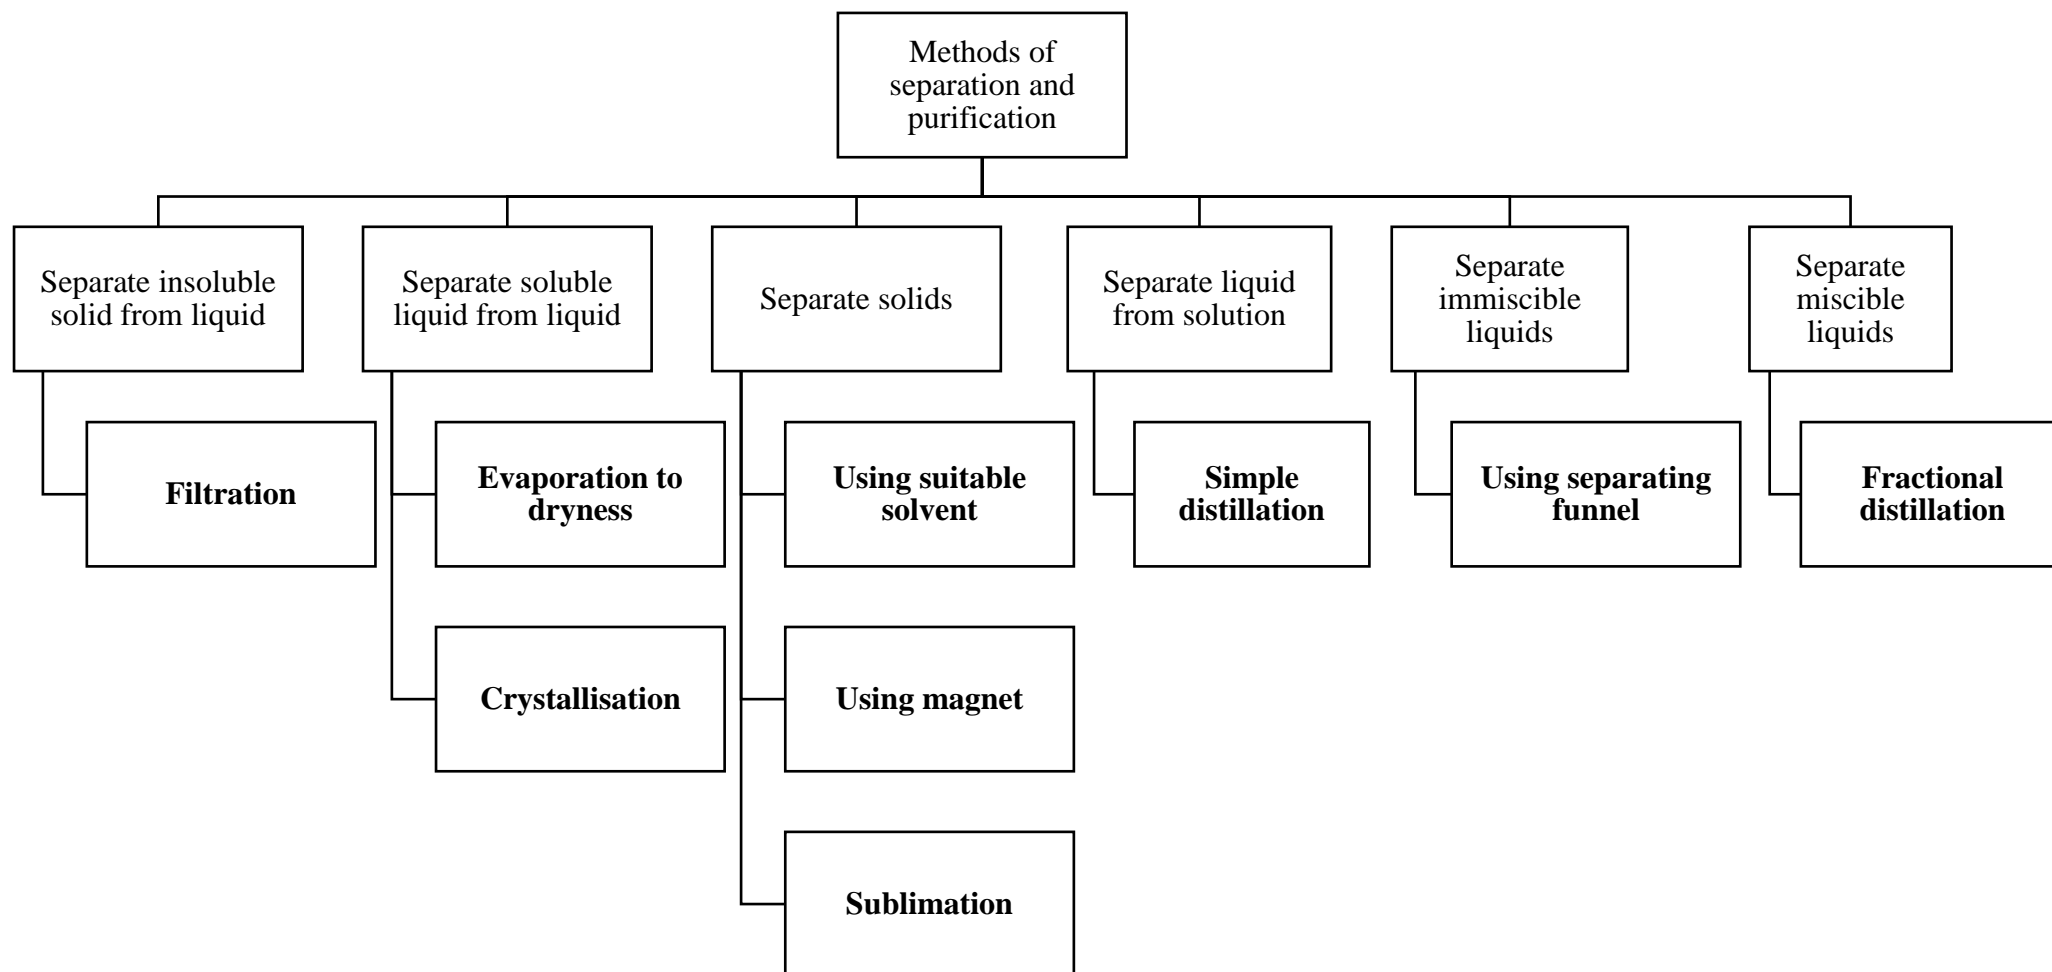 Methods of
separation and
purification
Separate insoluble
solid from liquid
Separate soluble
liquid from liquid
Separate solids
Separate liquid
from solution
Separate
immiscible
liquids
Separate
miscible
liquids
Filtration
Evaporation to
dryness
Using suitable
solvent
Simple
distillation
Using separating
funnel
Fractional
distillation
Crystallisation
Using magnet
Sublimation